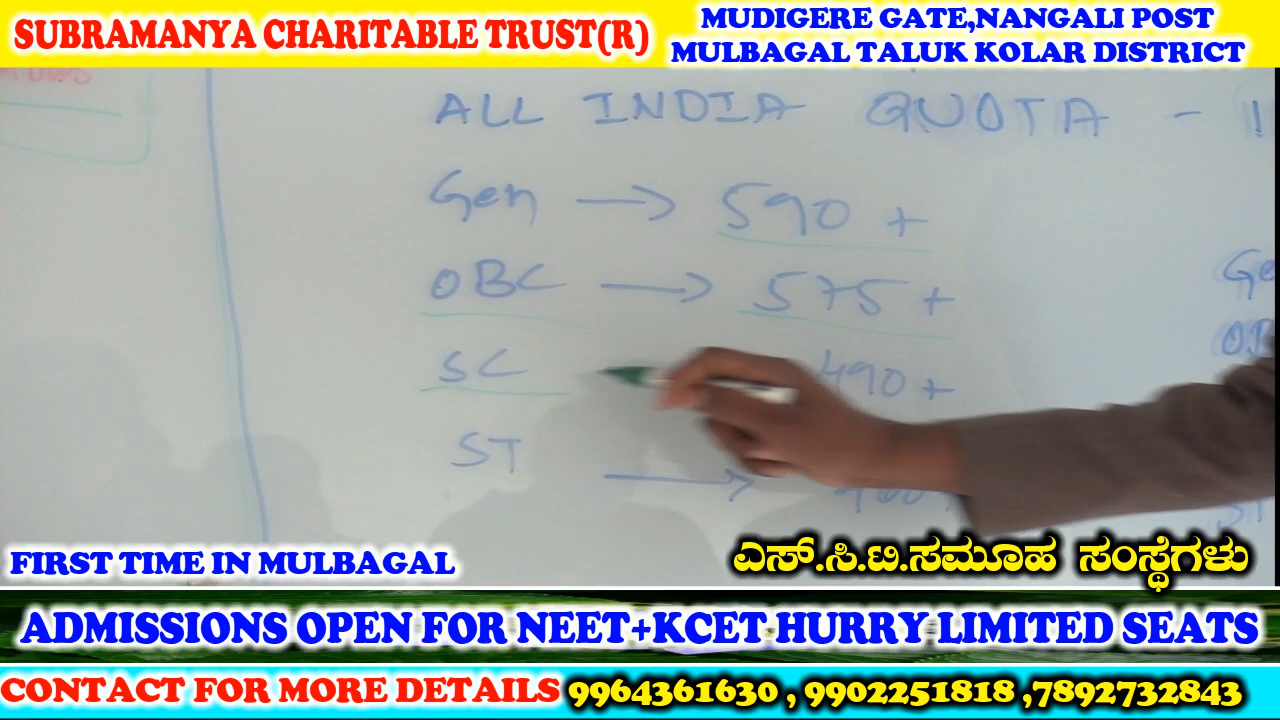 SUBRAMANYA CHARITABLE TRUST(R)
MUDIGERE GATE,NANGALI POST
MULBAGAL TALUK KOLAR DISTRICT
ALL INDIA QUOTA - 1
Gen → 590 +
OBC → 575 +
SC 490 +
ST →
Ge
FIRST TIME IN MULBAGAL
ಎಸ್.ಸಿ.ಟಿ.ಸಮೂಹ ಸಂಸ್ಥೆಗಳು
ADMISSIONS OPEN FOR NEET+KCET HURRY LIMITED SEATS
CONTACT FOR MORE DETAILS 9964361630 , 9902251818 ,7892732843